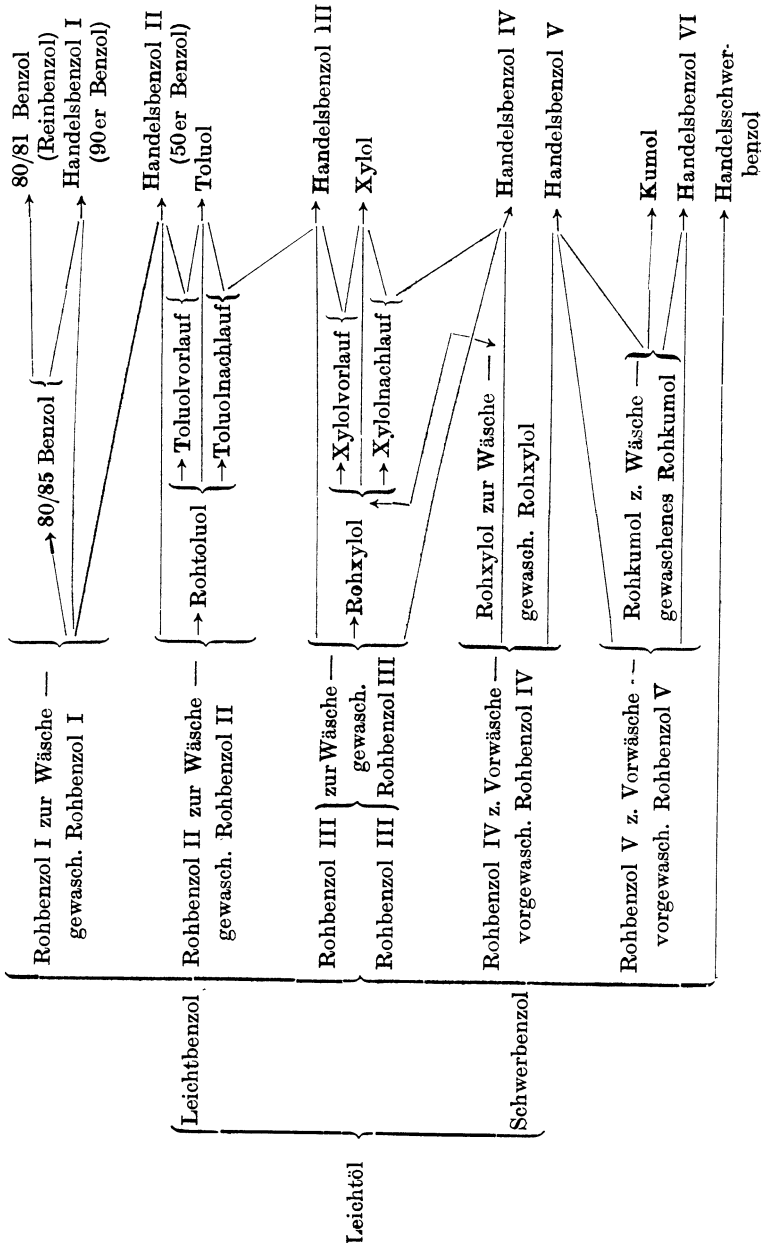 Leichtöl
Leichtbenzol
Schwerbenzol
Rohbenzol I zur Wäsche —
gewasch. Rohbenzol I
→ 80/85 Benzol
80/81 Benzol
(Reinbenzol)
Handelsbenzol I
(90er Benzol)
Rohbenzol II zur Wäsche —
gewasch. Rohbenzol II
→ Rohtoluol
→ Toluolvorlauf
→ Toluolnachlauf
Handelsbenzol II
(50er Benzol)
Toluol
Rohbenzol III
Rohbenzol III
zur Wäsche —
gewasch.
Rohbenzol III
→ Rohxylol
→ Xylolvorlauf
→ Xylolnachlauf
Handelsbenzol III
Xylol
Rohbenzol IV z. Vorwäsche —
vorgewasch. Rohbenzol IV
Rohxylol zur Wäsche —
gewasch. Rohxylol
Handelsbenzol IV
Handelsbenzol V
Rohbenzol V z. Vorwäsche -–
vorgewasch. Rohbenzol V
Rohkumol z. Wäsche —
gewaschenes Rohkumol
Kumol
Handelsbenzol VI
Handelsschwer-
benzol